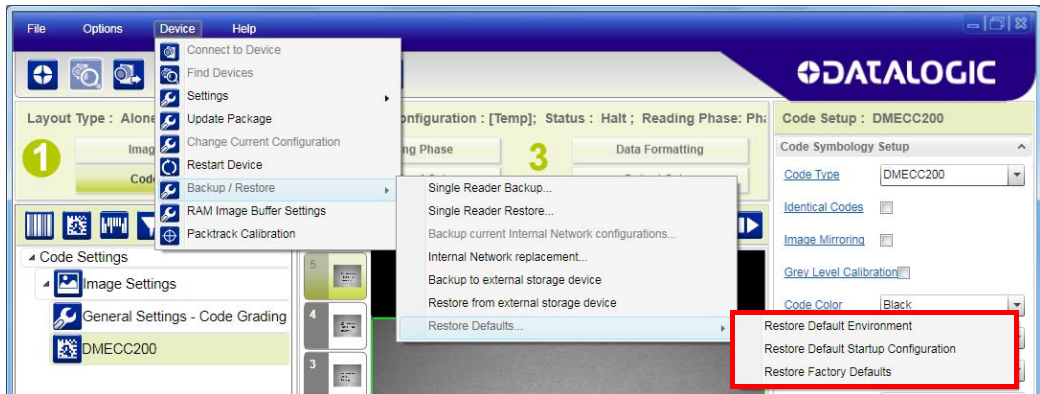 File Options Device Help
DATALOGIC
Connect to Device
Find Devices
Settings
Update Package
Change Current Configuration
Restart Device
Backup / Restore
RAM Image Buffer Settings
Packtrack Calibration
Layout Type : Alone
onfiguration : [Temp]; Status : Halt ; Reading Phase: Pha
1
Imag
Cod
ng Phase
3
Data Formatting
Single Reader Backup...
Single Reader Restore...
Backup current Internal Network configurations...
Internal Network replacement...
Backup to external storage device
Restore from external storage device
Restore Defaults...
Restore Default Environment
Restore Default Startup Configuration
Restore Factory Defaults
Code Settings
Image Settings
General Settings - Code Grading
DMECC200
5
4
3
Code Setup : DMECC200
Code Symbology Setup
Code Type DMECC200
Identical Codes
Image Mirroring
Grey Level Calibration
Code Color Black